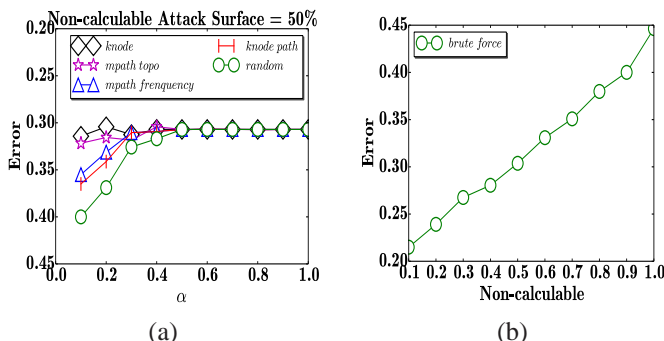 Non-calculable Attack Surface = 50%
0.20
0.25
0.30
0.35
0.40
0.45
Error
knode
mpath topo
mpath frenquency
knode path
random
0.0 0.2 0.4 0.6 0.8 1.0
α
(a)
0.45
0.40
0.35
0.30
0.25
0.20
Error
brute force
0.1 0.2 0.3 0.4 0.5 0.6 0.7 0.8 0.9 1.0
Non-calculable
(b)